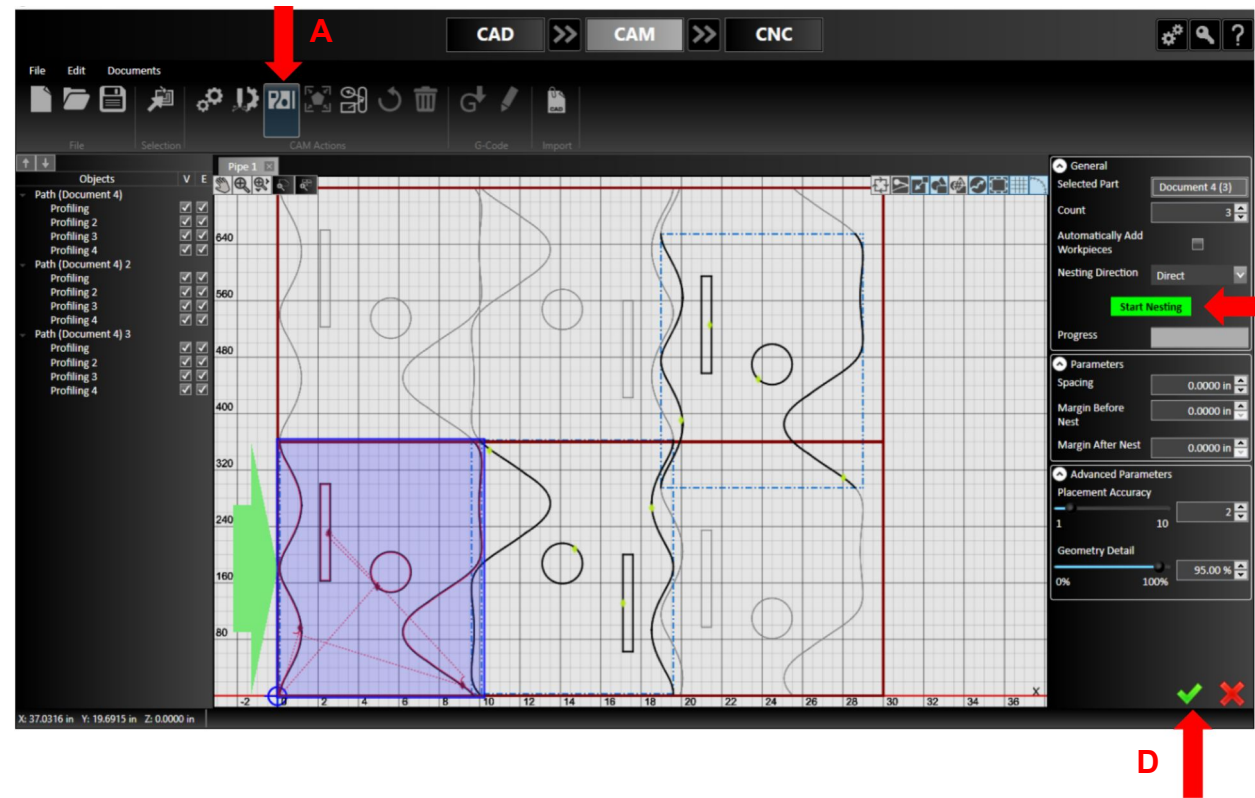 A
CAD >> CAM >> CNC
File Edit Documents
CAD
File Selection CAM Actions G-Code Import
Pipe 1
Objects V E
Path (Document 4)
Profiling
Profiling 2
Profiling 3
Profiling 4
Path (Document 4) 2
Profiling
Profiling 2
Profiling 3
Profiling 4
Path (Document 4) 3
Profiling
Profiling 2
Profiling 3
Profiling 4
640
560
480
400
320
240
160
80
-2 0 2 4 6 8 10 12 14 16 18 20 22 24 26 28 30 32 34 36
X
General
Selected Part Document 4 (3)
Count 3
Automatically Add
Workpieces
Nesting Direction Direct
Start Nesting
Progress
Parameters
Spacing 0.0000 in
Margin Before
Nest 0.0000 in
Margin After Nest 0.0000 in
Advanced Parameters
Placement Accuracy
2
1 10
Geometry Detail
95.00 %
0% 100%
X: 37.0316 in Y: 19.6915 in Z: 0.0000 in
D